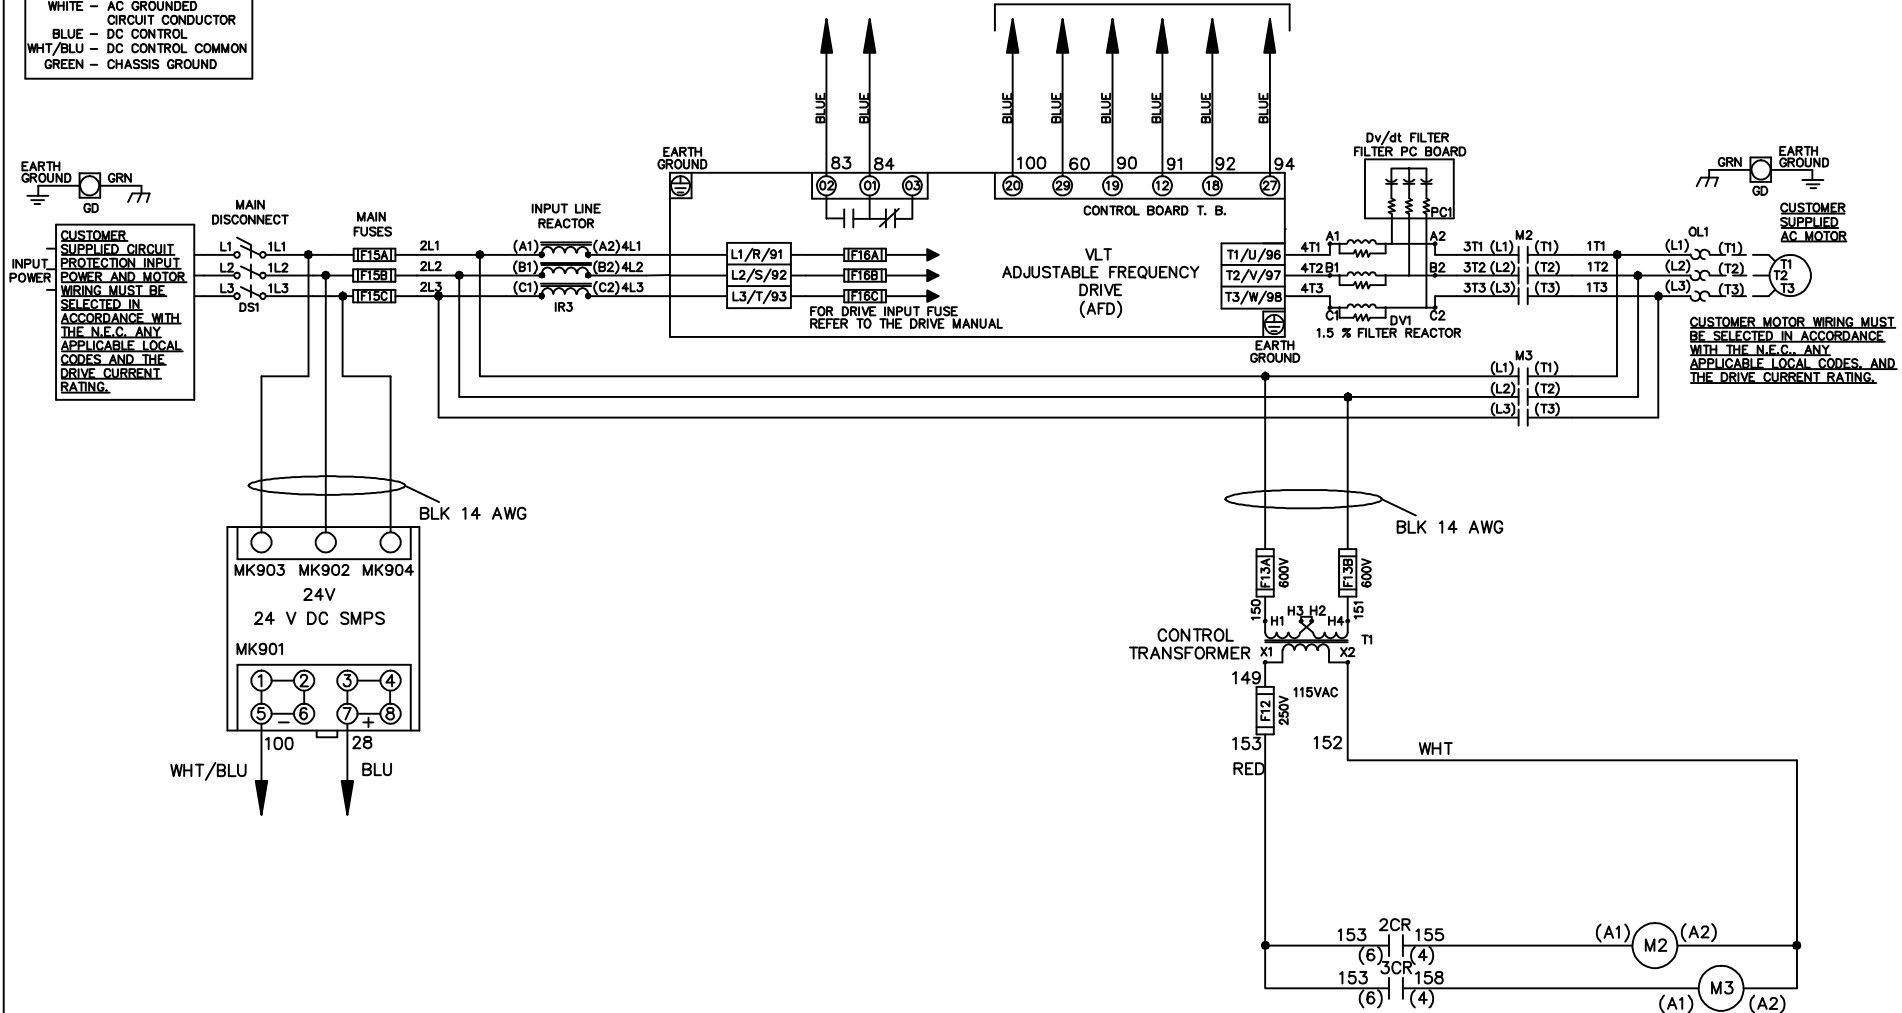 WHITE – AC GROUNDED
CIRCUIT CONDUCTOR
BLUE – DC CONTROL
WHT/BLU – DC CONTROL COMMON
GREEN – CHASSIS GROUND
BLUE
BLUE
BLUE
BLUE
BLUE
BLUE
BLUE
BLUE
83
84
100
60
90
91
92
94
EARTH
GROUND
02
01
03
20
29
19
12
18
27
CONTROL BOARD T. B.
Dv/dt FILTER
FILTER PC BOARD
PC1
EARTH
GROUND
GRN
GD
GRN
EARTH
GROUND
GD
CUSTOMER
SUPPLIED
AC MOTOR
INPUT
POWER
CUSTOMER
SUPPLIED CIRCUIT
PROTECTION INPUT
POWER AND MOTOR
WIRING MUST BE
SELECTED IN
ACCORDANCE WITH
THE N.E.C. ANY
APPLICABLE LOCAL
CODES AND THE
DRIVE CURRENT
RATING.
MAIN
DISCONNECT
L1 1L1
L2 1L2
L3 1L3
DS1
MAIN
FUSES
F15A
F15B
F15C
2L1
2L2
2L3
INPUT LINE
REACTOR
(A1) (A2) 4L1
(B1) (B2) 4L2
(C1) (C2) 4L3
IR3
L1/R/91
L2/S/92
L3/T/93
F16A
F16B
F16C
FOR DRIVE INPUT FUSE
REFER TO THE DRIVE MANUAL
VLT
ADJUSTABLE FREQUENCY
DRIVE
(AFD)
T1/U/96
T2/V/97
T3/W/98
EARTH
GROUND
4T1 A1 A2
4T2 B1 B2
4T3
C1 C2
DV1
1.5 % FILTER REACTOR
M2
3T1 (L1) (T1) 1T1
3T2 (L2) (T2) 1T2
3T3 (L3) (T3) 1T3
OL1
(L1) (T1)
(L2) (T2)
(L3) (T3)
T1
T2
T3
CUSTOMER MOTOR WIRING MUST
BE SELECTED IN ACCORDANCE
WITH THE N.E.C., ANY
APPLICABLE LOCAL CODES, AND
THE DRIVE CURRENT RATING.
M3
(L1) (T1)
(L2) (T2)
(L3) (T3)
BLK 14 AWG
MK903 MK902 MK904
24V
24 V DC SMPS
MK901
1 2 3 4
5 6 7 8
– +
100 28
WHT/BLU BLU
BLK 14 AWG
F13A 600V
F13B 600V
150
151
H1 H3 H2 H4
CONTROL
TRANSFORMER
T1
X1 X2
149
115VAC
F12 250V
153
152
RED
WHT
2CR
153 155
(6) (4)
(A1) M2 (A2)
3CR
153 158
(6) (4)
M3
(A1) (A2)